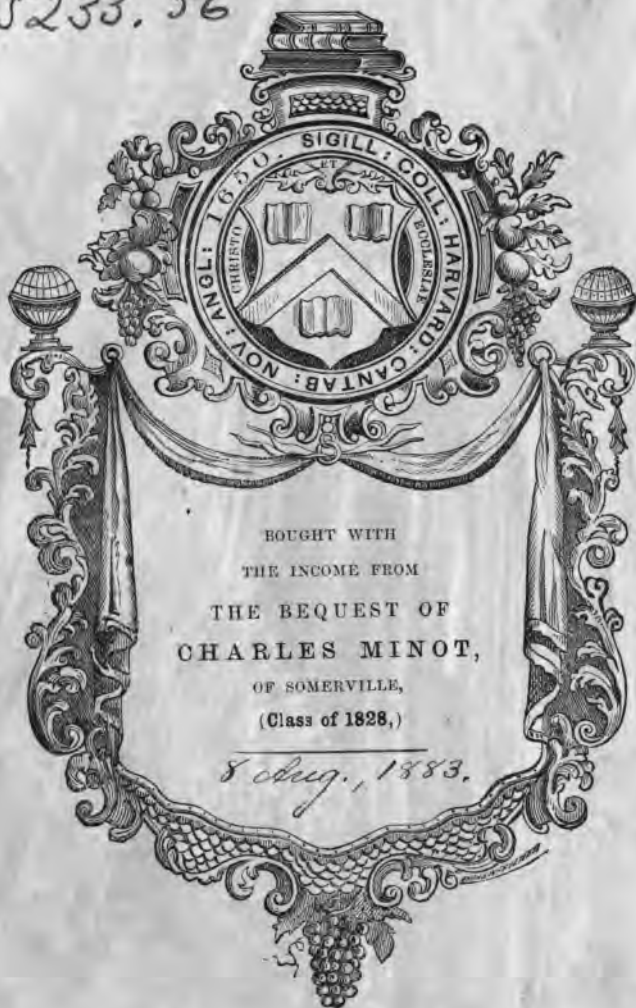 5233.56
SIGILL: COLL: HARVARD: CANTAB: NOV: ANGL: 1650.
CHRISTO
ET
ECCLESIAE
BOUGHT WITH
THE INCOME FROM
THE BEQUEST OF
CHARLES MINOT,
OF SOMERVILLE,
(Class of 1828,)
8 Aug., 1883.